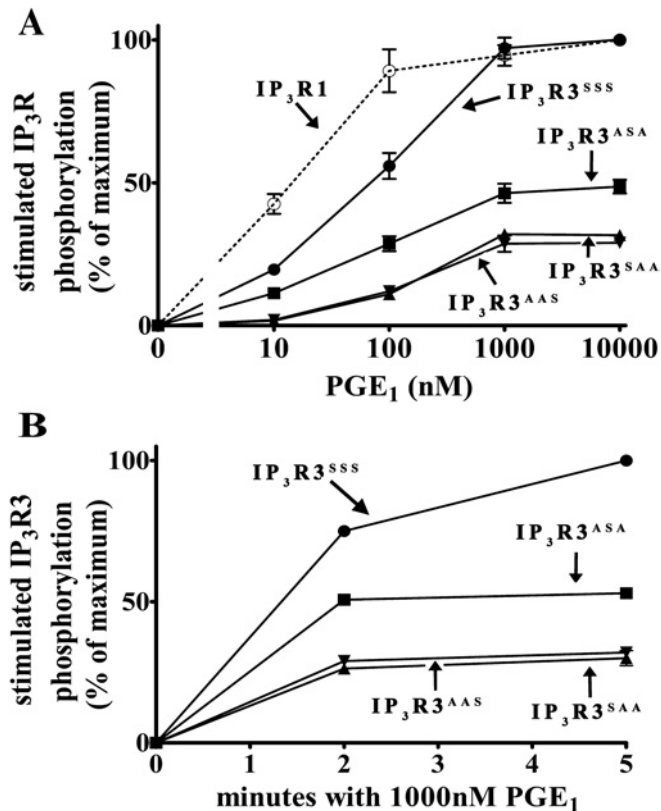 A
stimulated IP₃R
phosphorylation
(% of maximum)
100
50
0
IP₃R1
IP₃R3ˢˢˢ
IP₃R3ᴬˢᴬ
IP₃R3ˢᴬᴬ
IP₃R3ᴬᴬˢ
0 10 100 1000 10000
PGE₁ (nM)
B
stimulated IP₃R3
phosphorylation
(% of maximum)
100
50
0
IP₃R3ˢˢˢ
IP₃R3ᴬˢᴬ
IP₃R3ᴬᴬˢ
IP₃R3ˢᴬᴬ
0 1 2 3 4 5
minutes with 1000nM PGE₁